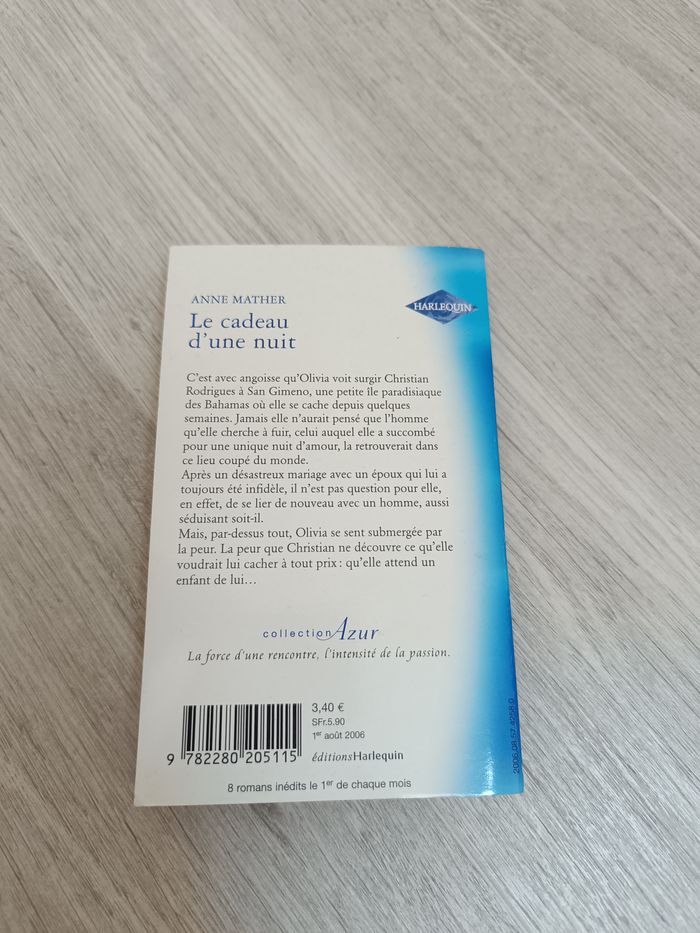 ANNE MATHER
HARLEQUIN
Le cadeau
d'une nuit
C'est avec angoisse qu'Olivia voit surgir Christian
Rodrigues à San Gimeno, une petite île paradisiaque
des Bahamas où elle se cache depuis quelques
semaines. Jamais elle n'aurait pensé que l'homme
qu'elle cherche à fuir, celui auquel elle a succombé
pour une unique nuit d'amour, la retrouverait dans
ce lieu coupé du monde.
Après un désastreux mariage avec un époux qui lui a
toujours été infidèle, il n'est pas question pour elle,
en effet, de se lier de nouveau avec un homme, aussi
séduisant soit-il.
Mais, par-dessus tout, Olivia se sent submergée par
la peur. La peur que Christian ne découvre ce qu'elle
voudrait lui cacher à tout prix : qu'elle attend un
enfant de lui…
collection Azur
La force d'une rencontre, l'intensité de la passion.
3,40 €
SFr.5.90
1er août 2006
9 782280 205115
éditionsHarlequin
8 romans inédits le 1er de chaque mois
2006.08.57.4258.0